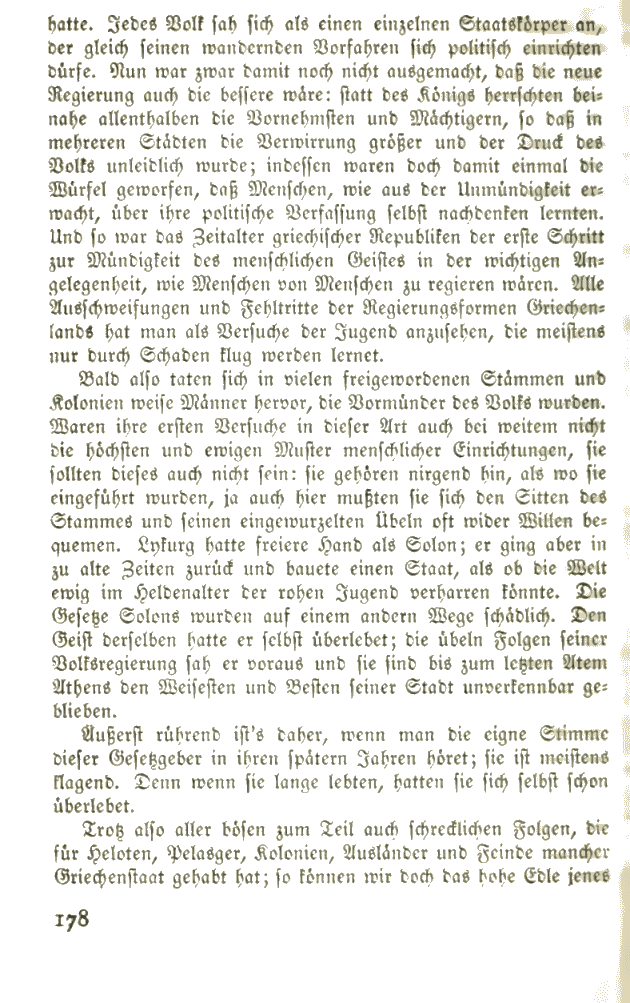 hatte. Jedes Volk sah sich als einen einzelnen Staatskörper an,
der gleich seinen wandernden Vorfahren sich politisch einrichten
dürfe. Nun war zwar damit noch nicht ausgemacht, daß die neue
Regierung auch die bessere wäre: statt des Königs herrschten bei-
nahe allenthalben die Vornehmsten und Mächtigern, so daß in
mehreren Städten die Verwirrung größer und der Druck des
Volks unleidlich wurde; indessen waren doch damit einmal die
Würfel geworfen, daß Menschen, wie aus der Unmündigkeit er-
wacht, über ihre politische Verfassung selbst nachdenken lernten.
Und so war das Zeitalter griechischer Republiken der erste Schritt
zur Mündigkeit des menschlichen Geistes in der wichtigen An-
gelegenheit, wie Menschen von Menschen zu regieren wären. Alle
Ausschweifungen und Fehltritte der Regierungsformen Griechen-
lands hat man als Versuche der Jugend anzusehen, die meistens
nur durch Schaden klug werden lernet.
Bald also taten sich in vielen freigewordenen Stämmen und
Kolonien weise Männer hervor, die Vormünder des Volks wurden.
Waren ihre ersten Versuche in dieser Art auch bei weitem nicht
die höchsten und ewigen Muster menschlicher Einrichtungen, sie
sollten dieses auch nicht sein: sie gehören nirgend hin, als wo sie
eingeführt wurden, ja auch hier mußten sie sich den Sitten des
Stammes und seinen eingewurzelten Übeln oft wider Willen be-
quemen. Lykurg hatte freiere Hand als Solon; er ging aber in
zu alte Zeiten zurück und bauete einen Staat, als ob die Welt
ewig im Heldenalter der rohen Jugend verharren könnte. Die
Gesetze Solons wurden auf einem andern Wege schädlich. Den
Geist derselben hatte er selbst überlebet; die übeln Folgen seiner
Volksregierung sah er voraus und sie sind bis zum letzten Atem
Athens den Weisesten und Besten seiner Stadt unverkennbar ge-
blieben.
Äußerst rührend ist's daher, wenn man die eigne Stimme
dieser Gesetzgeber in ihren spätern Jahren höret; sie ist meistens
klagend. Denn wenn sie lange lebten, hatten sie sich selbst schon
überlebet.
Trotz also aller bösen zum Teil auch schrecklichen Folgen, die
für Heloten, Pelasger, Kolonien, Ausländer und Feinde mancher
Griechenstaat gehabt hat; so können wir doch das hohe Edle jenes
178